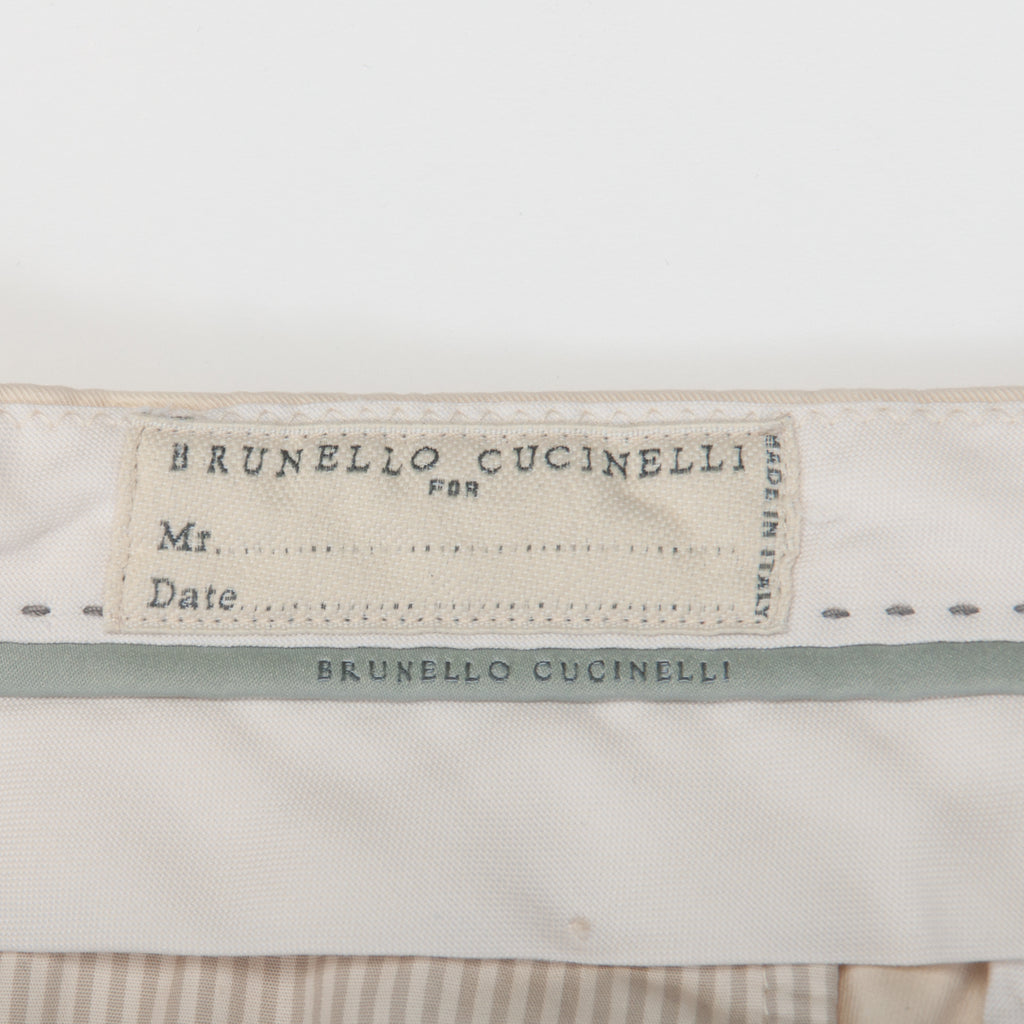 BRUNELLO CUCINELLI
FOR
Mr.
Date
MADE IN ITALY
BRUNELLO CUCINELLI